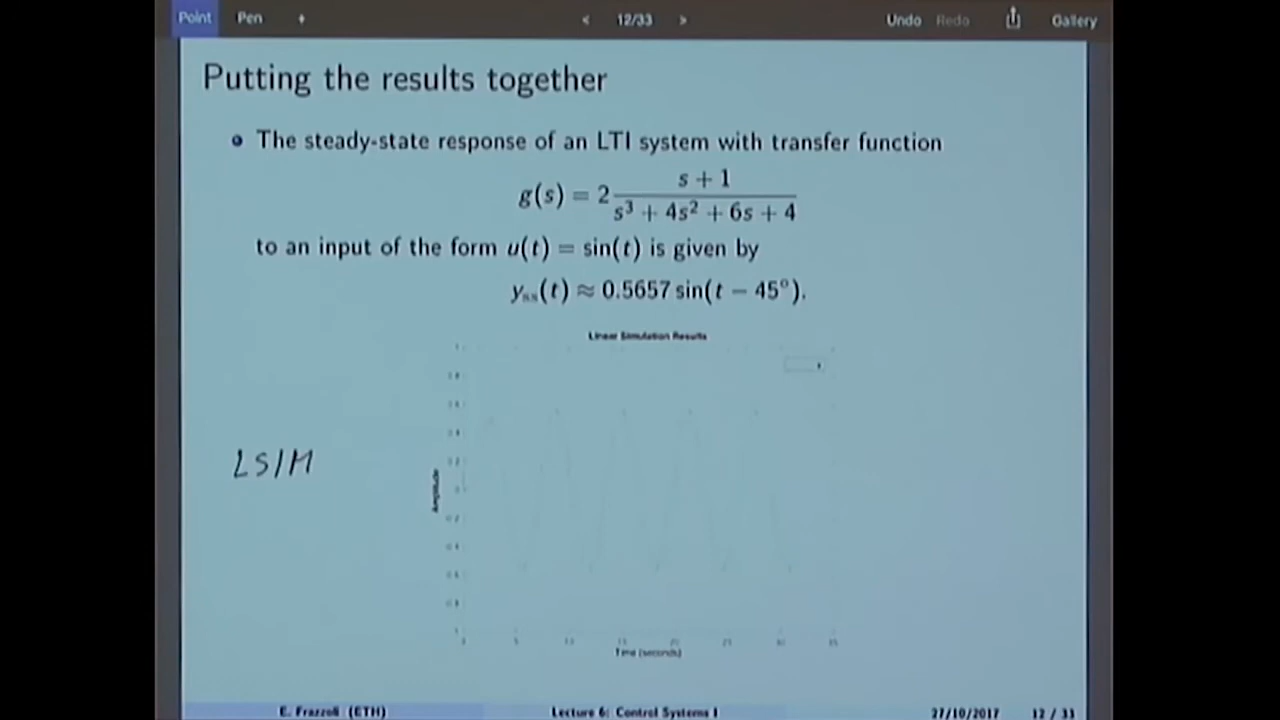 Point Pen < 12/33 > Undo Redo Gallery
Putting the results together
The steady-state response of an LTI system with transfer function
g(s) = 2 (s + 1)/(s³ + 4s² + 6s + 4)
to an input of the form u(t) = sin(t) is given by
yₛₛ(t) ≈ 0.5657 sin(t − 45°).
Linear Simulation Results
LSIM
Amplitude
Time (seconds)
E. Frazzoli (ETH) Lecture 6: Control Systems I 27/10/2017 12 / 33